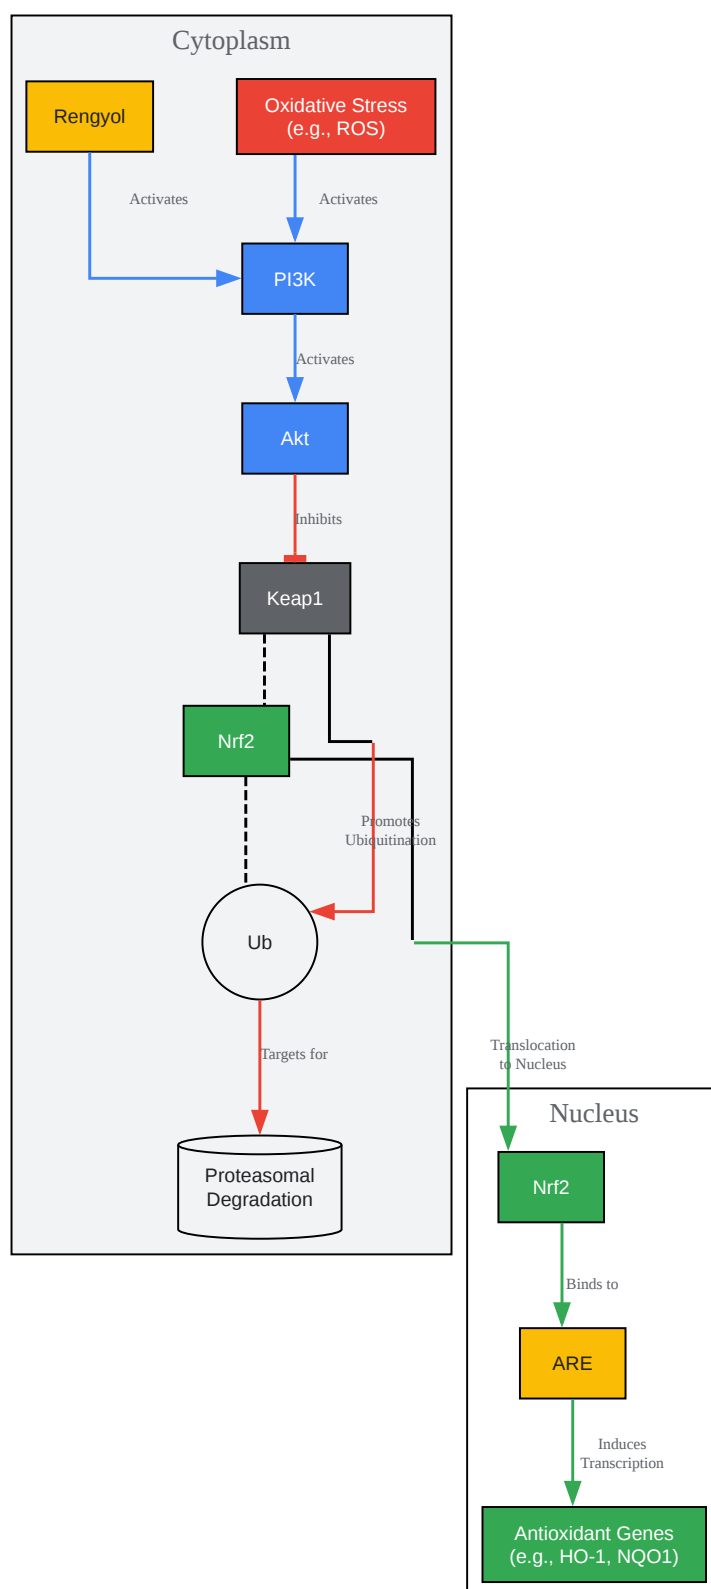 Cytoplasm
Rengyol
Oxidative Stress
(e.g., ROS)
Activates
Activates
PI3K
Activates
Akt
Inhibits
Keap1
Nrf2
Promotes
Ubiquitination
Ub
Translocation
to Nucleus
Targets for
Nucleus
Proteasomal
Degradation
Nrf2
Binds to
ARE
Induces
Transcription
Antioxidant Genes
(e.g., HO-1, NQO1)